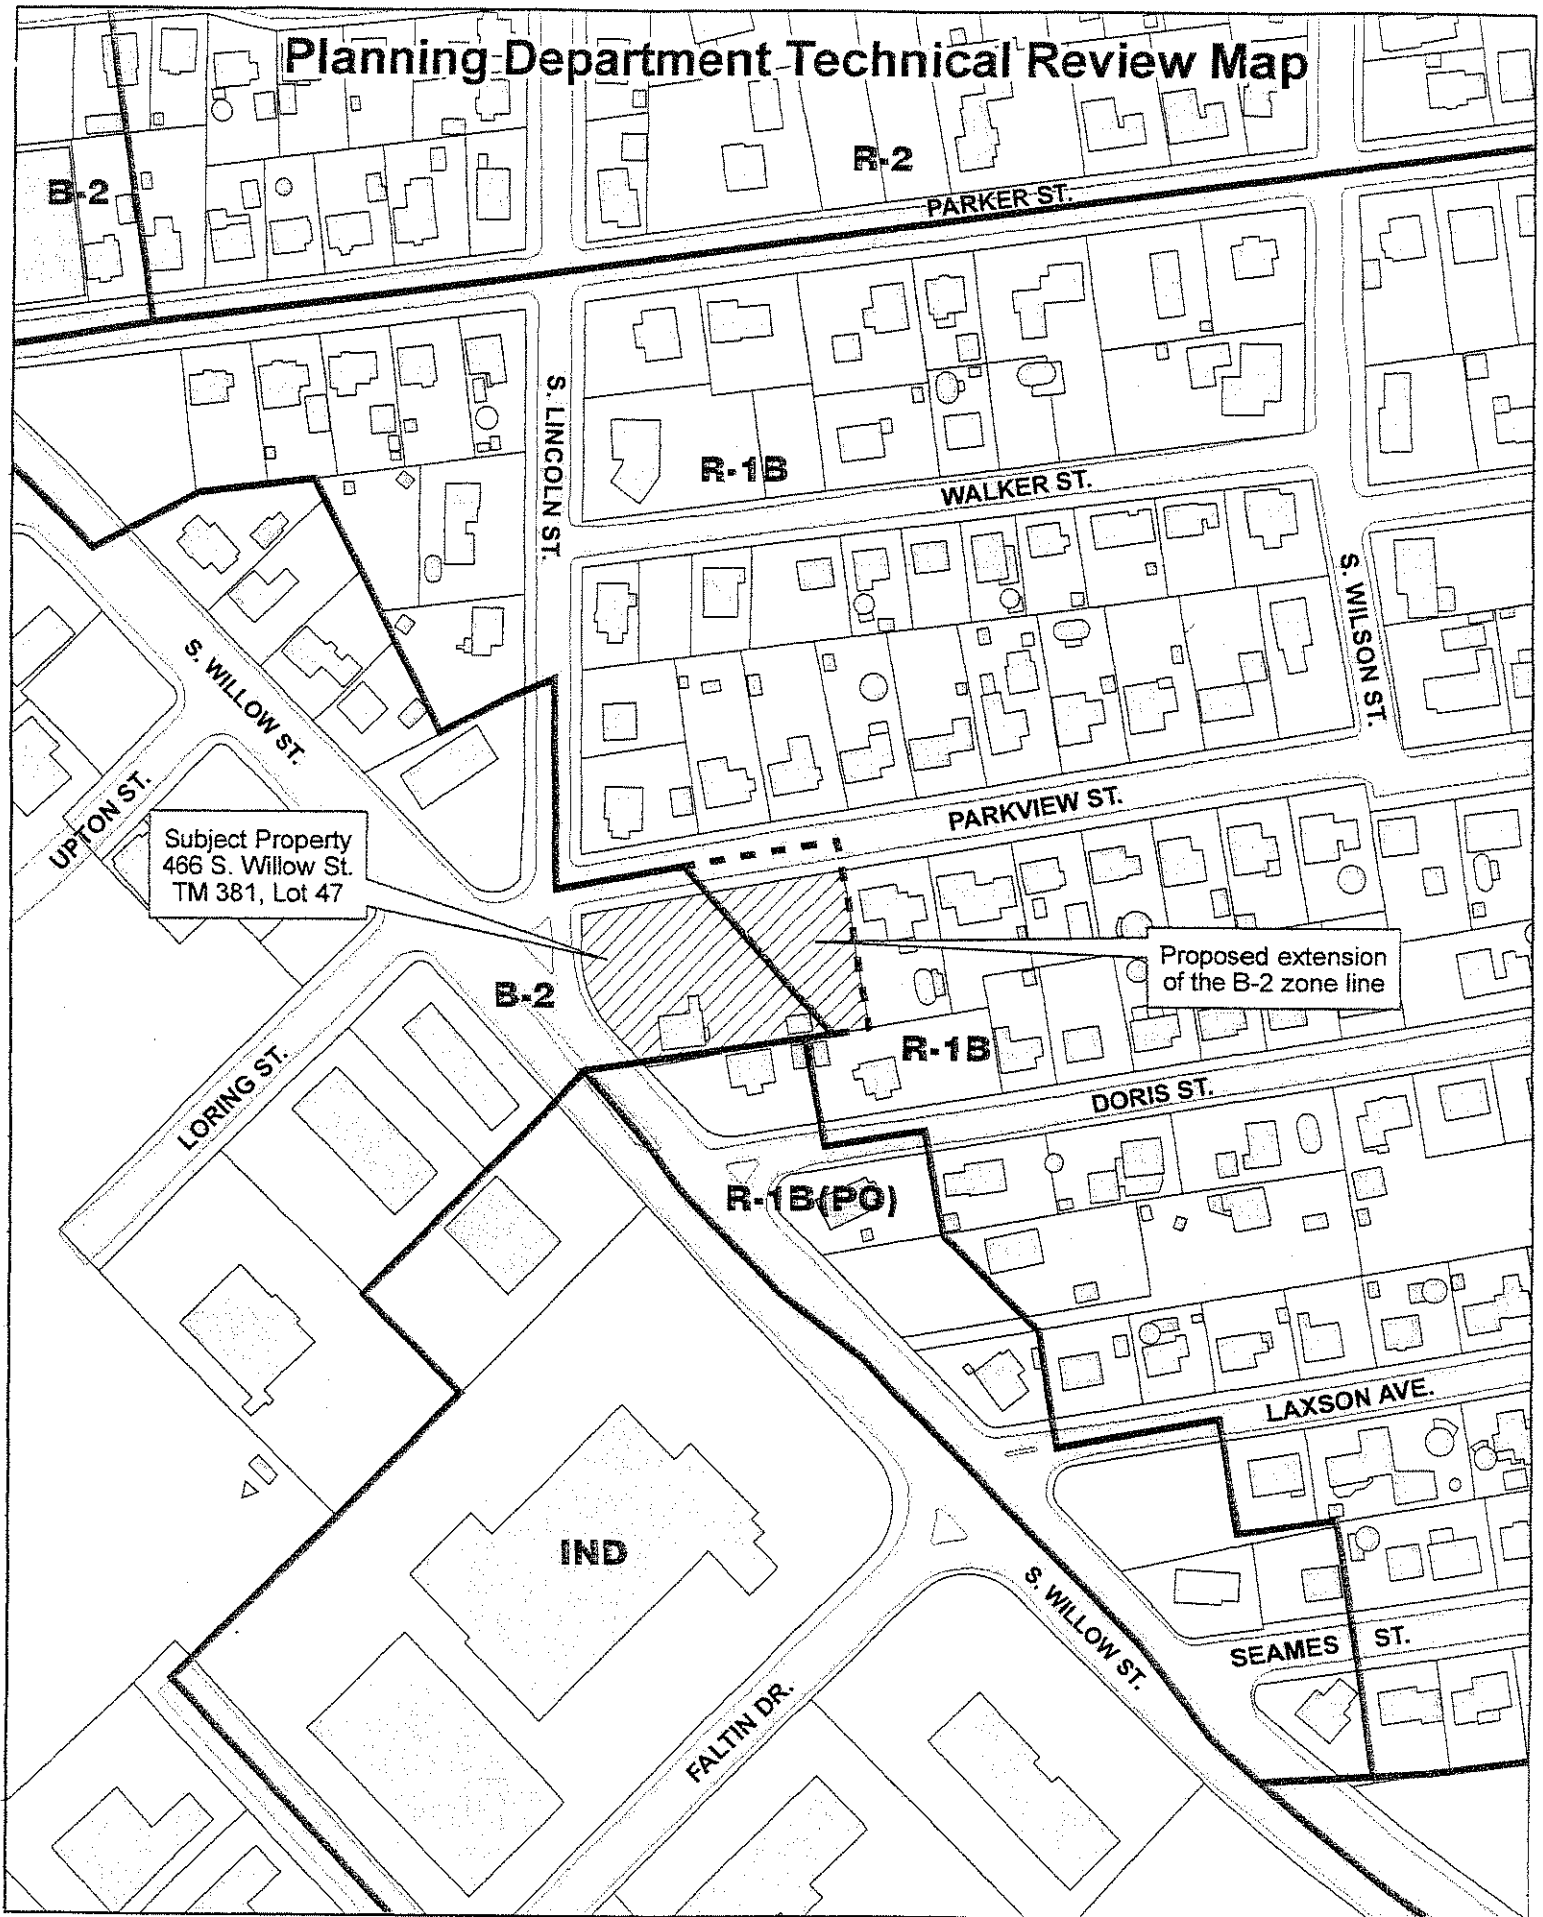 Planning Department Technical Review Map
R-2
B-2
PARKER ST.
S. LINCOLN ST.
R-1B
WALKER ST.
S. WILSON ST.
S. WILLOW ST.
UPTON ST.
PARKVIEW ST.
Subject Property
466 S. Willow St.
TM 381, Lot 47
Proposed extension
of the B-2 zone line
B-2
R-1B
LORING ST.
DORIS ST.
R-1B(PO)
LAXSON AVE.
IND
S. WILLOW ST.
SEAMES ST.
FALTIN DR.